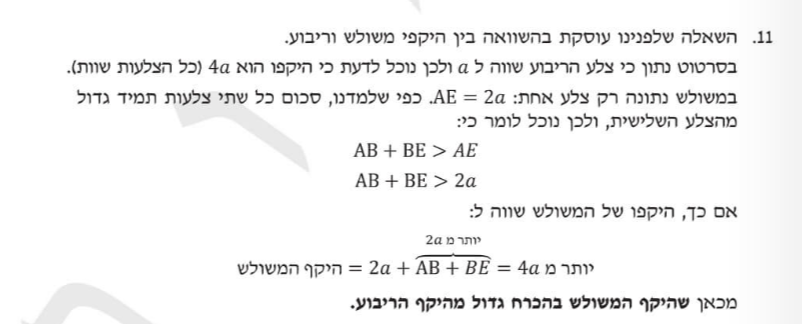 11. השאלה שלפנינו עוסקת בהשוואה בין היקפי משולש וריבוע.
בסרטוט נתון כי צלע הריבוע שווה ל a ולכן נוכל לדעת כי היקפו הוא 4a (כל הצלעות שוות).
במשולש נתונה רק צלע אחת: AE = 2a. כפי שלמדנו, סכום כל שתי צלעות תמיד גדול
מהצלע השלישית, ולכן נוכל לומר כי:
AB + BE > AE
AB + BE > 2a
אם כך, היקפו של המשולש שווה ל:
יותר מ 2a
היקף המשולש = 2a + AB + BE = 4a יותר מ
מכאן שהיקף המשולש בהכרח גדול מהיקף הריבוע.